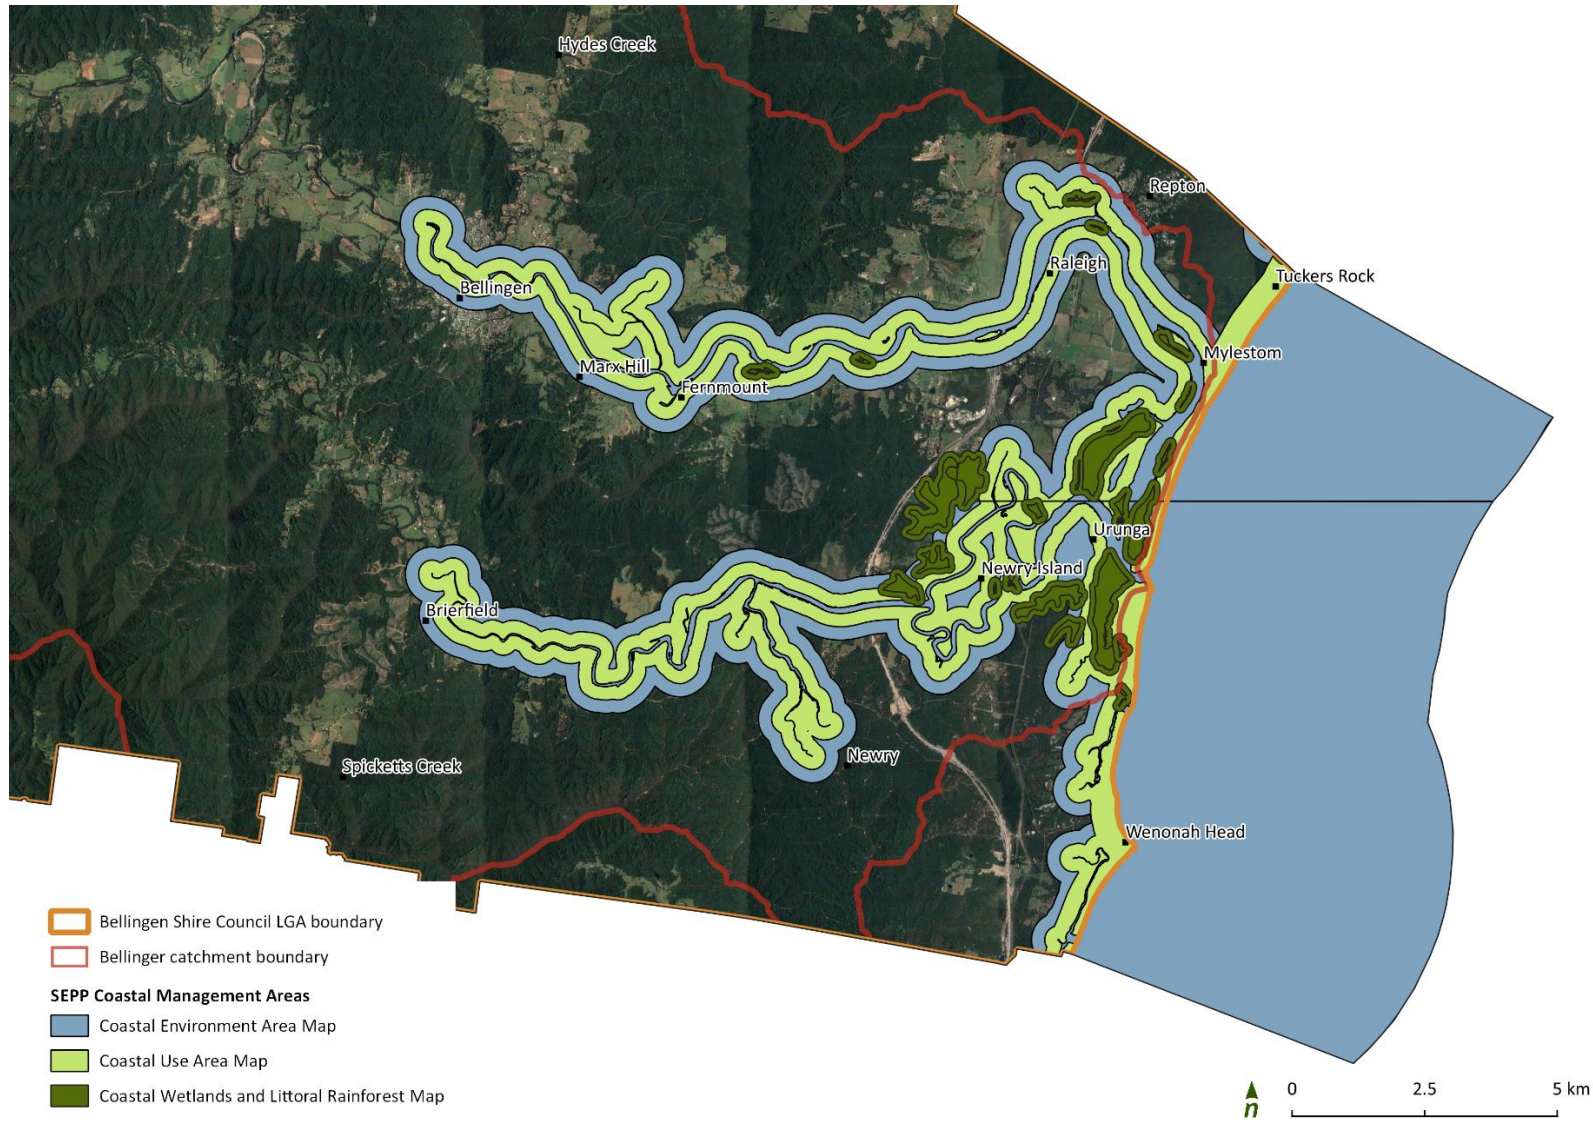 Hydes Creek
Repton
Raleigh
Tuckers Rock
Bellingen
Mylestom
Marx Hill
Fernmount
Urunga
Newry Island
Brierfield
Newry
Spicketts Creek
Wenonah Head
Bellingen Shire Council LGA boundary
Bellinger catchment boundary
SEPP Coastal Management Areas
Coastal Environment Area Map
Coastal Use Area Map
Coastal Wetlands and Littoral Rainforest Map
n
0 2.5 5 km